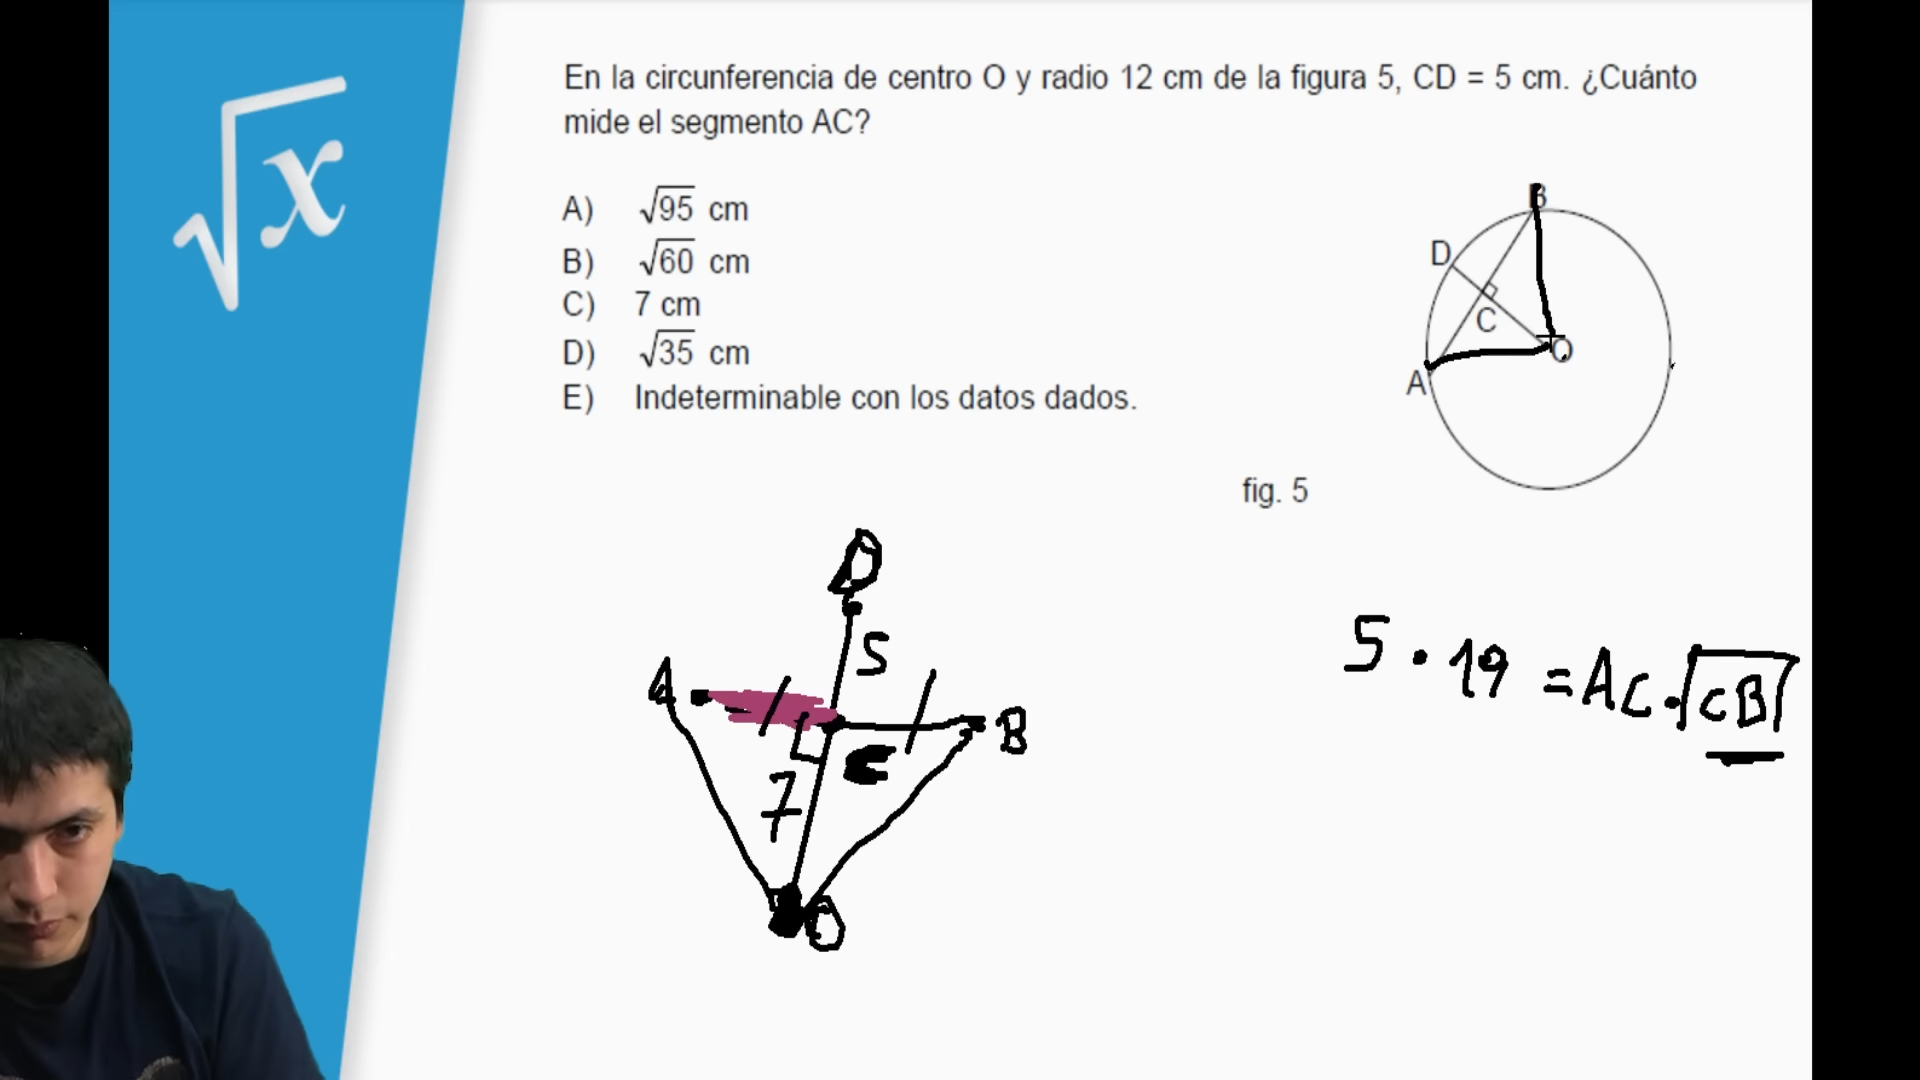 √x
En la circunferencia de centro O y radio 12 cm de la figura 5, CD = 5 cm. ¿Cuánto
mide el segmento AC?
A) √95 cm
B) √60 cm
C) 7 cm
D) √35 cm
E) Indeterminable con los datos dados.
B
D
C
O
A
fig. 5
D
5
A
B
C
7
O
5 · 19 = AC · CB